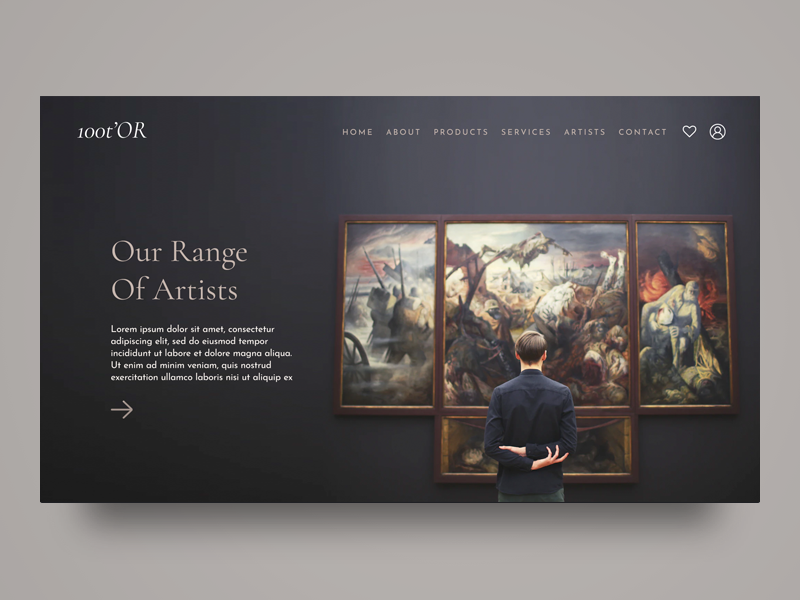 100t'OR
HOME ABOUT PRODUCTS SERVICES ARTISTS CONTACT
Our Range
Of Artists
Lorem ipsum dolor sit amet, consectetur
adipiscing elit, sed do eiusmod tempor
incididunt ut labore et dolore magna aliqua.
Ut enim ad minim veniam, quis nostrud
exercitation ullamco laboris nisi ut aliquip ex